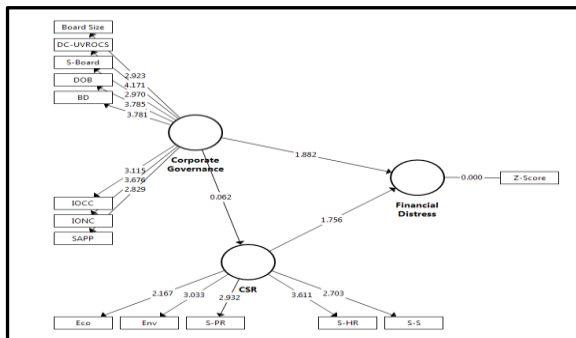 Board Size
DC-UVROCS
S-Board
DOB
BD
2.923
4.171
2.970
3.785
3.781
Corporate
Governance
1.882
3.115
3.676
2.829
IOCC
IONC
SAPP
0.062
0.000
Z-Score
Financial
Distress
1.756
CSR
2.167
3.033
2.932
3.611
2.703
Eco
Env
S-PR
S-HR
S-S